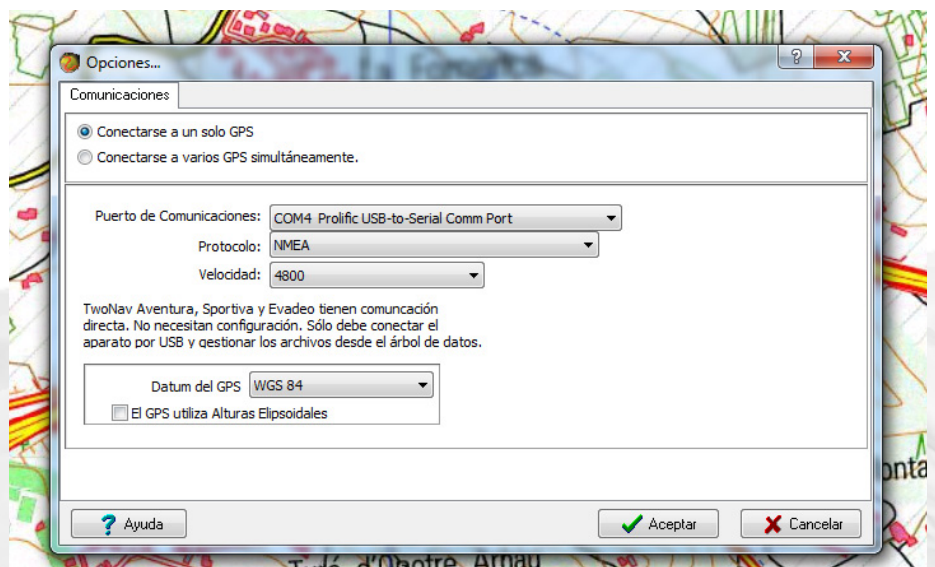 la Fomarica
Opciones...
Comunicaciones
Conectarse a un solo GPS
Conectarse a varios GPS simultáneamente.
Puerto de Comunicaciones: COM4 Prolific USB-to-Serial Comm Port
Protocolo: NMEA
Velocidad: 4800
TwoNav Aventura, Sportiva y Evadeo tienen comuncación
directa. No necesitan configuración. Sólo debe conectar el
aparato por USB y gestionar los archivos desde el árbol de datos.
Datum del GPS WGS 84
El GPS utiliza Alturas Elipsoidales
? Ayuda
Aceptar
Cancelar